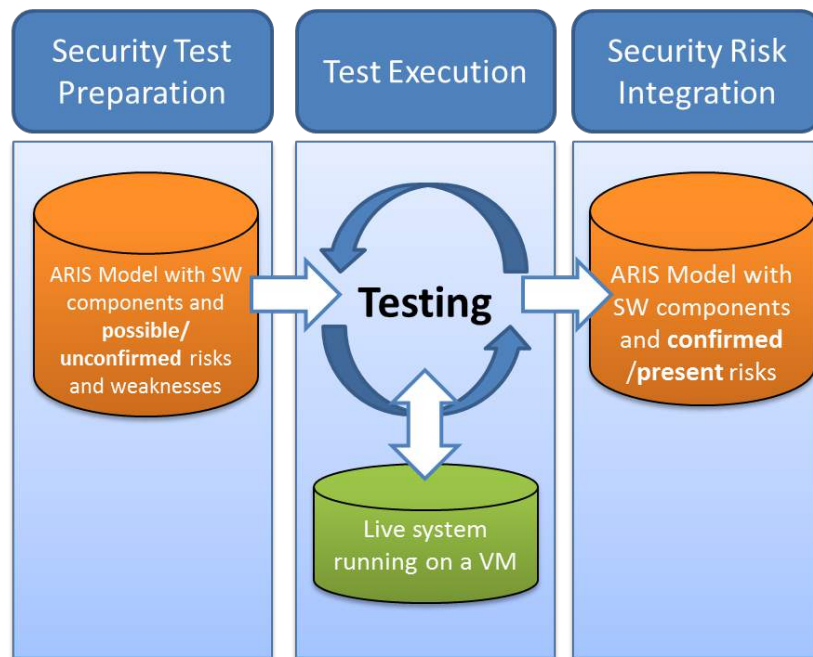 Security Test
Preparation
Test Execution
Security Risk
Integration
ARIS Model with SW
components and
possible/
unconfirmed risks
and weaknesses
Testing
ARIS Model with
SW components
and confirmed
/present risks
Live system
running on a VM